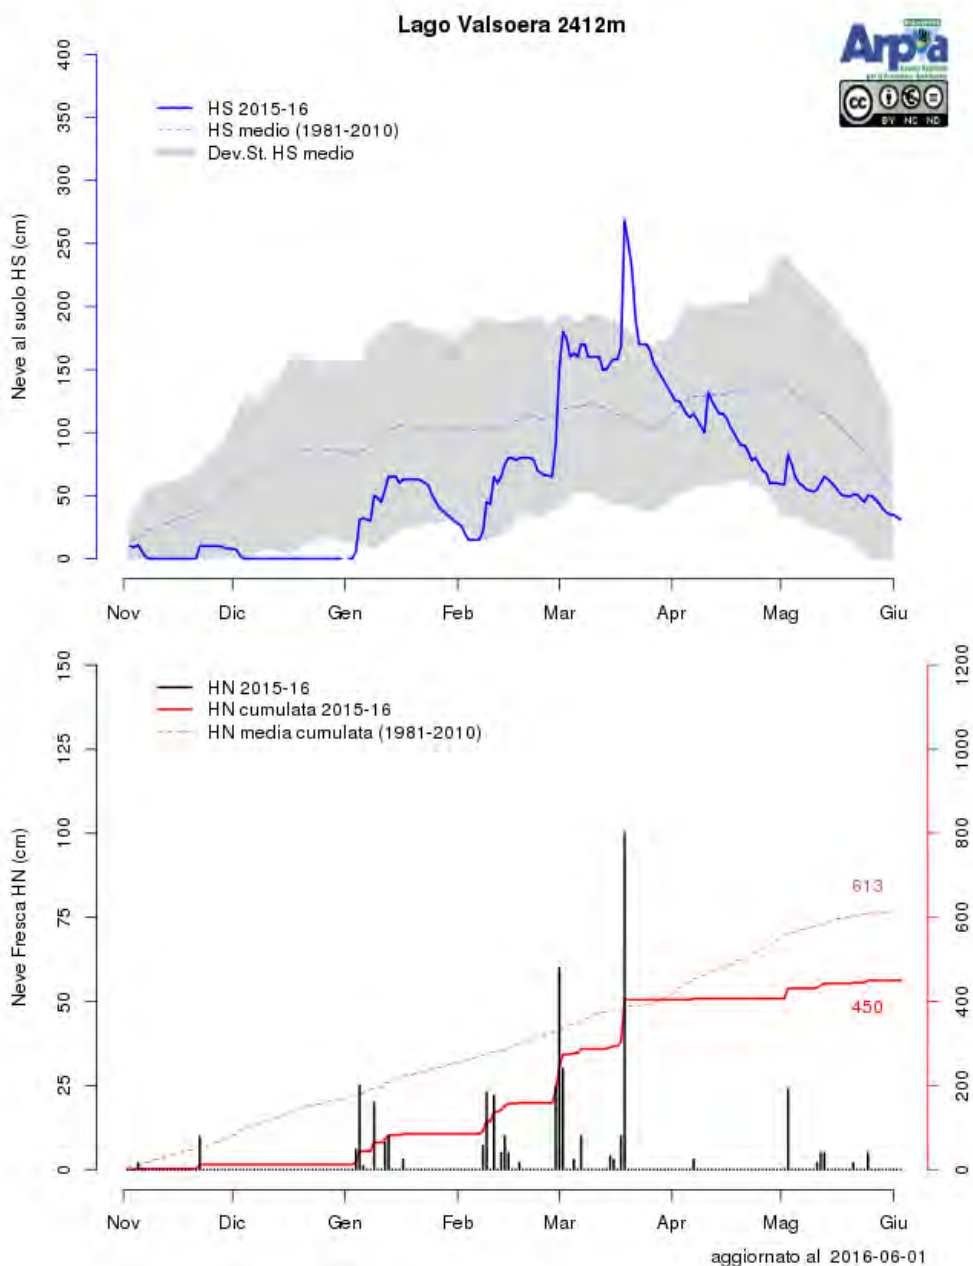 Lago Valsoera 2412m
Arpa
CC
BY NC ND
HS 2015-16
HS medio (1981-2010)
Dev.St. HS medio
Neve al suolo HS (cm)
400
350
300
250
200
150
100
50
0
Nov Dic Gen Feb Mar Apr Mag Giu
HN 2015-16
HN cumulata 2015-16
HN media cumulata (1981-2010)
Neve Fresca HN (cm)
150
125
100
75
50
25
0
1200
1000
800
600
400
200
0
613
450
Nov Dic Gen Feb Mar Apr Mag Giu
aggiornato al 2016-06-01